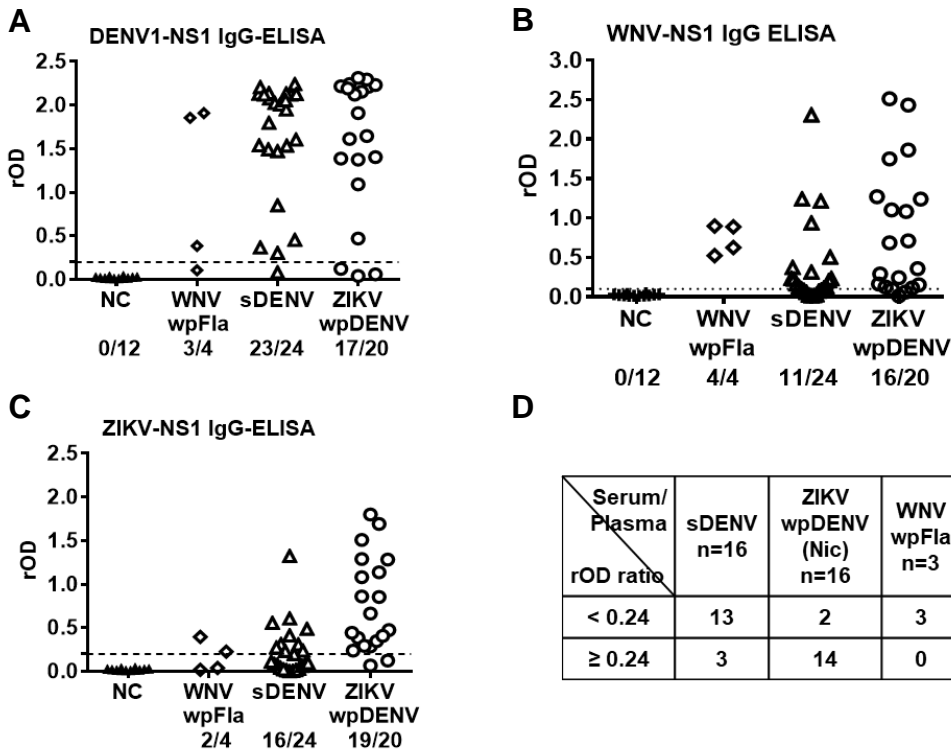 A
DENV1-NS1 IgG-ELISA
rOD
2.5
2.0
1.5
1.0
0.5
0.0
NC WNV wpFla sDENV ZIKV wpDENV
0/12 3/4 23/24 17/20
B
WNV-NS1 IgG ELISA
rOD
3.0
2.5
2.0
1.5
1.0
0.5
0.0
NC WNV wpFla sDENV ZIKV wpDENV
0/12 4/4 11/24 16/20
C
ZIKV-NS1 IgG-ELISA
rOD
2.5
2.0
1.5
1.0
0.5
0.0
NC WNV wpFla sDENV ZIKV wpDENV
2/4 16/24 19/20
D
Serum/ Plasma rOD ratio sDENV n=16 ZIKV wpDENV (Nic) n=16 WNV wpFla n=3
< 0.24 13 2 3
≥ 0.24 3 14 0